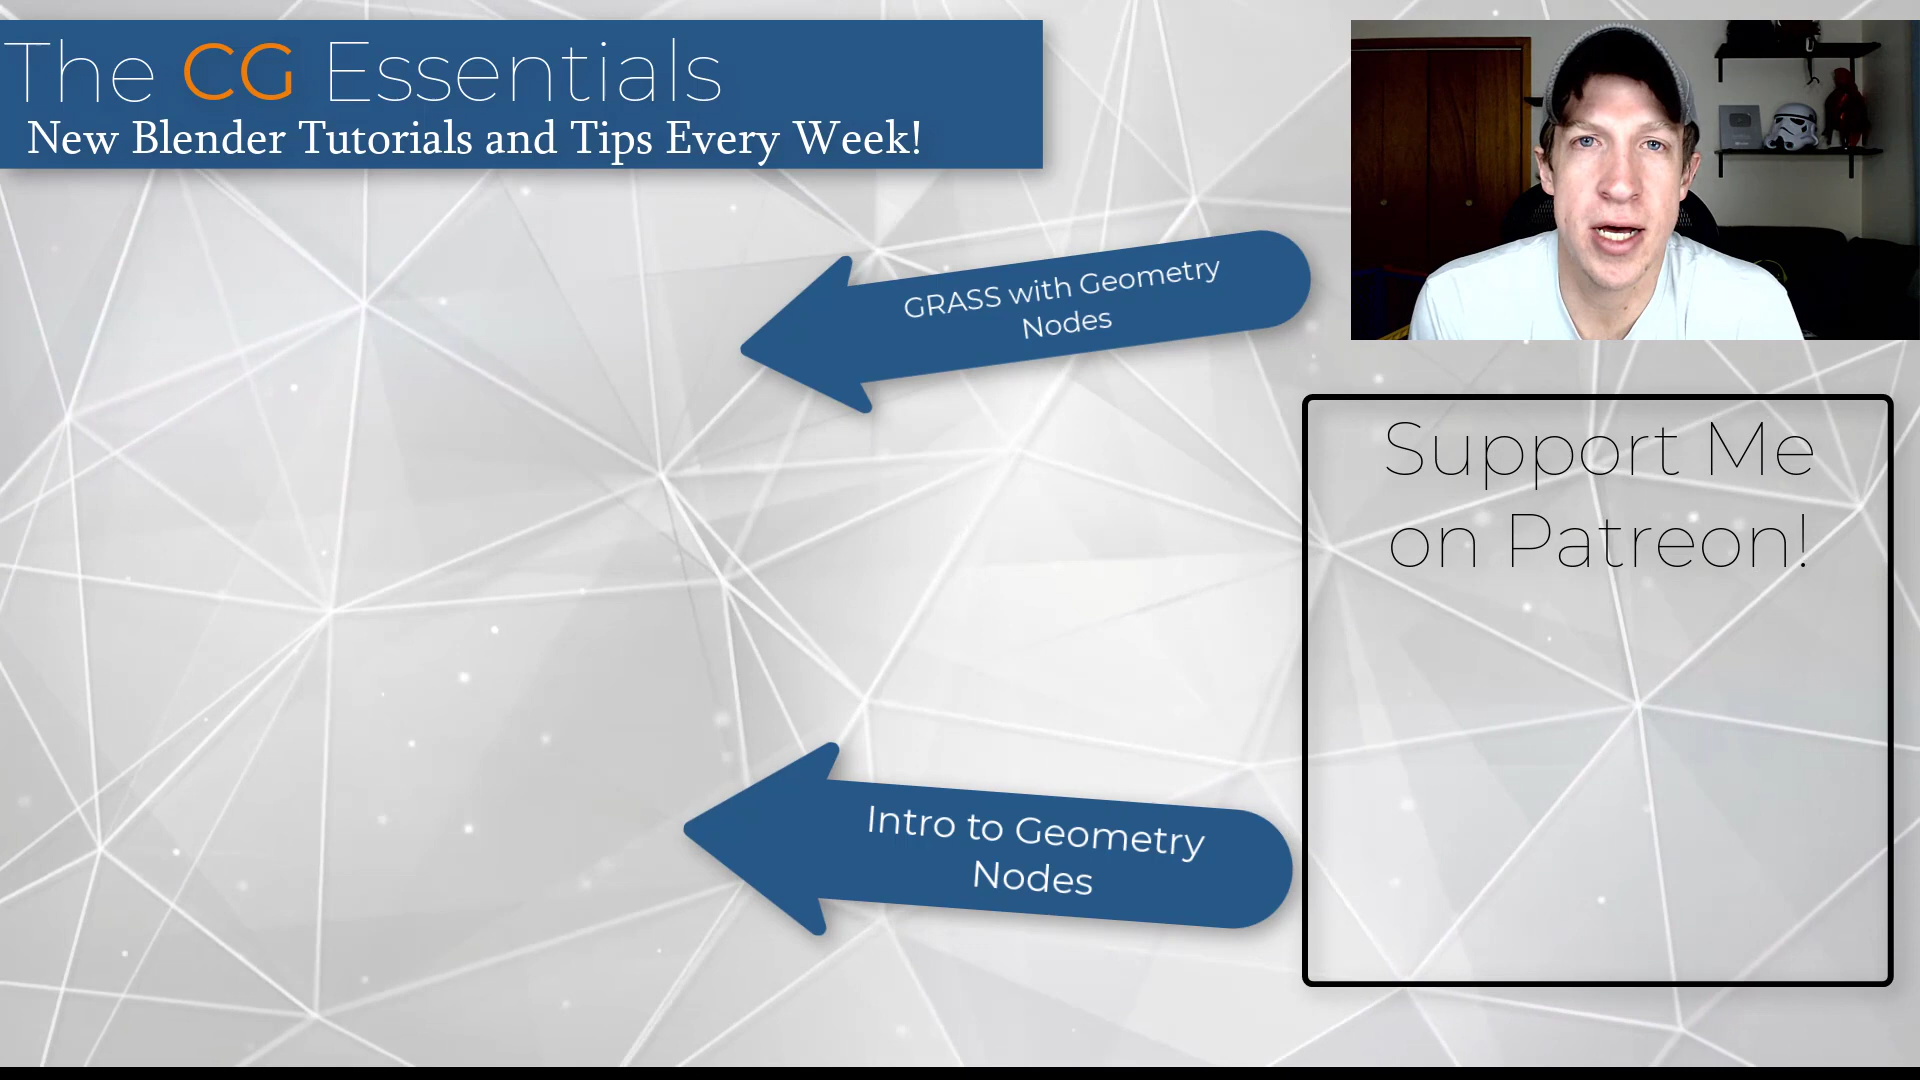 The CG Essentials
New Blender Tutorials and Tips Every Week!
GRASS with Geometry
Nodes
Support Me
on Patreon!
Intro to Geometry
Nodes